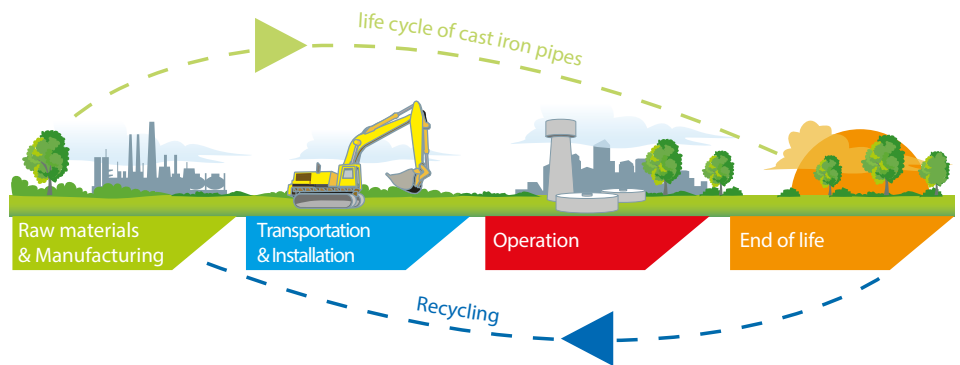 life cycle of cast iron pipes
Raw materials
& Manufacturing
Transportation
& Installation
Operation
End of life
Recycling